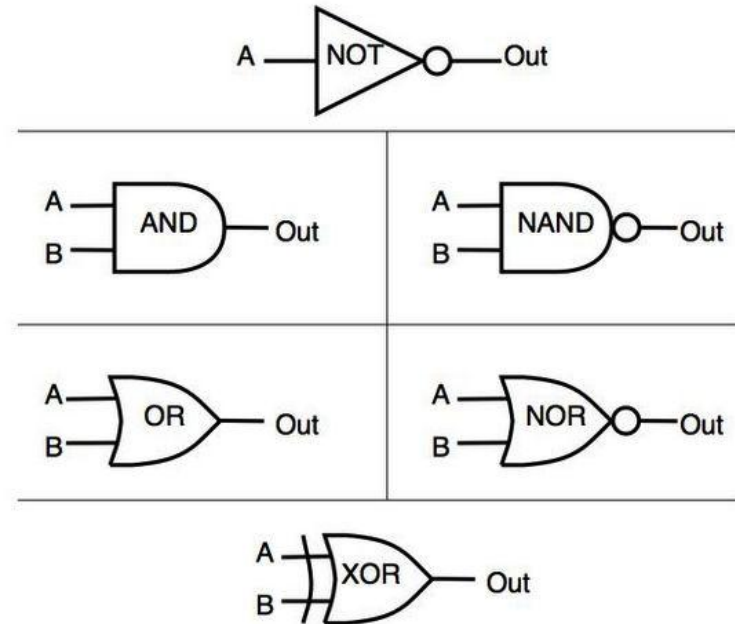 A NOT Out
A AND Out
B
A NAND Out
B
A OR Out
B
A NOR Out
B
A XOR Out
B